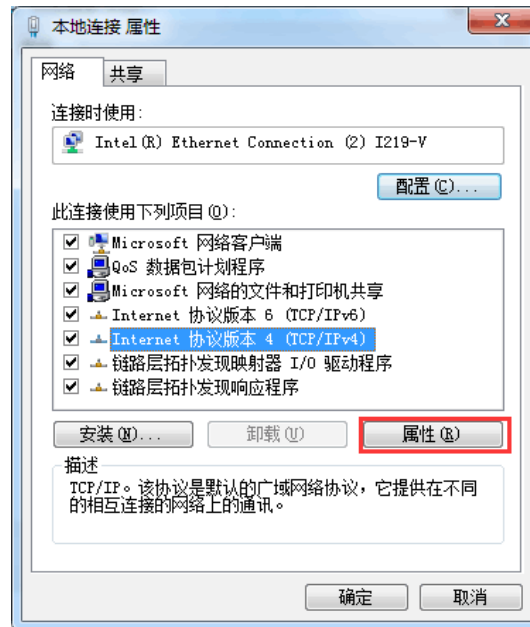 本地连接 属性
网络
共享
连接时使用:
Intel(R) Ethernet Connection (2) I219-V
配置(C)...
此连接使用下列项目(O):
Microsoft 网络客户端
QoS 数据包计划程序
Microsoft 网络的文件和打印机共享
Internet 协议版本 6 (TCP/IPv6)
Internet 协议版本 4 (TCP/IPv4)
链路层拓扑发现映射器 I/O 驱动程序
链路层拓扑发现响应程序
安装(N)...
卸载(U)
属性(R)
描述
TCP/IP。该协议是默认的广域网络协议，它提供在不同
的相互连接的网络上的通讯。
确定
取消